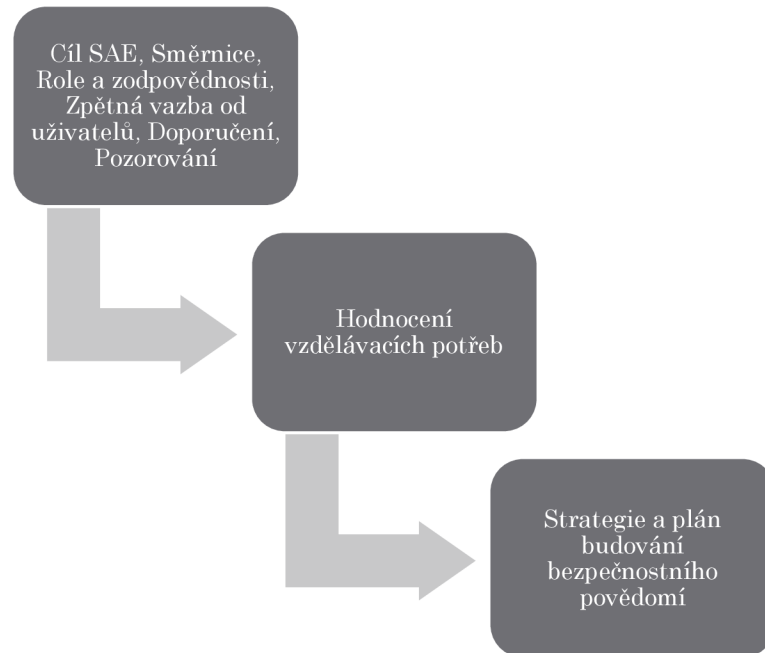 Cíl SAE, Směrnice,
Role a zodpovědnosti,
Zpětná vazba od
uživatelů, Doporučení,
Pozorování
Hodnocení
vzdělávacích potřeb
Strategie a plán
budování
bezpečnostního
povědomí